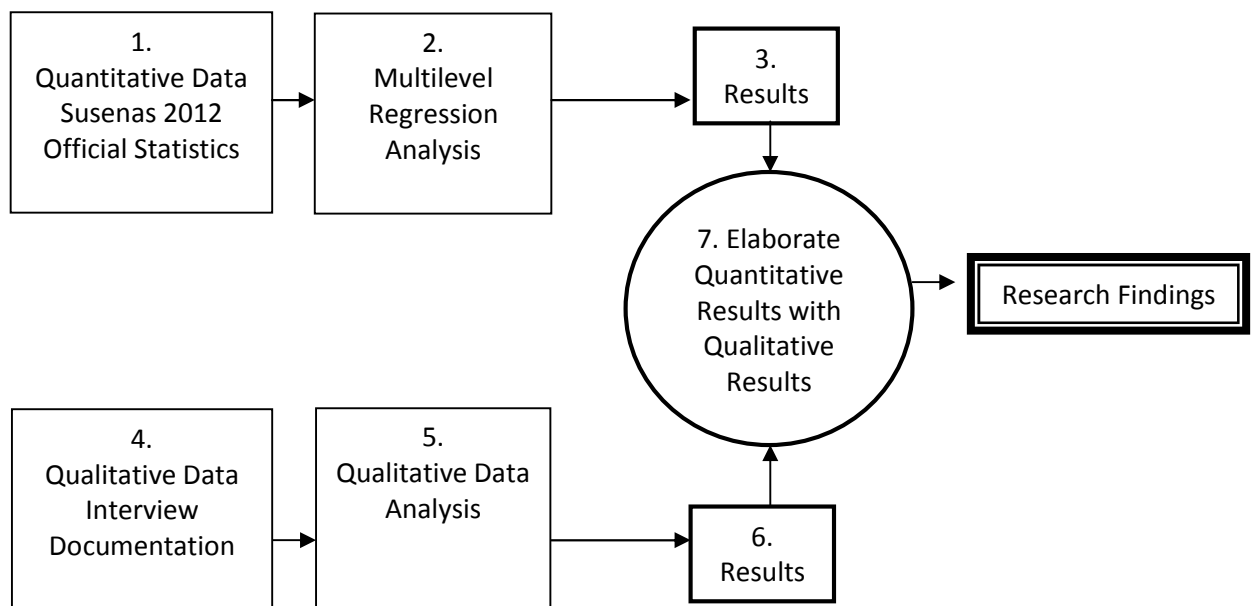 1.
Quantitative Data
Susenas 2012
Official Statistics
2.
Multilevel
Regression
Analysis
3.
Results
7. Elaborate
Quantitative
Results with
Qualitative
Results
Research Findings
4.
Qualitative Data
Interview
Documentation
5.
Qualitative Data
Analysis
6.
Results